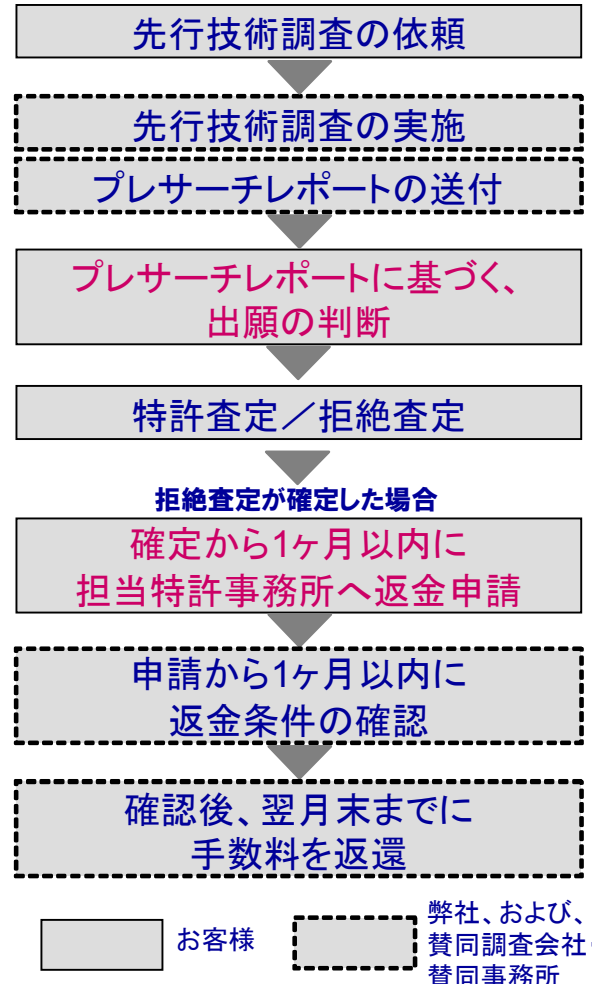 先行技術調査の依頼
先行技術調査の実施
プレサーチレポートの送付
プレサーチレポートに基づく、
出願の判断
特許査定／拒絶査定
拒絶査定が確定した場合
確定から1ヶ月以内に
担当特許事務所へ返金申請
申請から1ヶ月以内に
返金条件の確認
確認後、翌月末までに
手数料を返還
お客様
弊社、および、
賛同調査会社・
賛同事務所